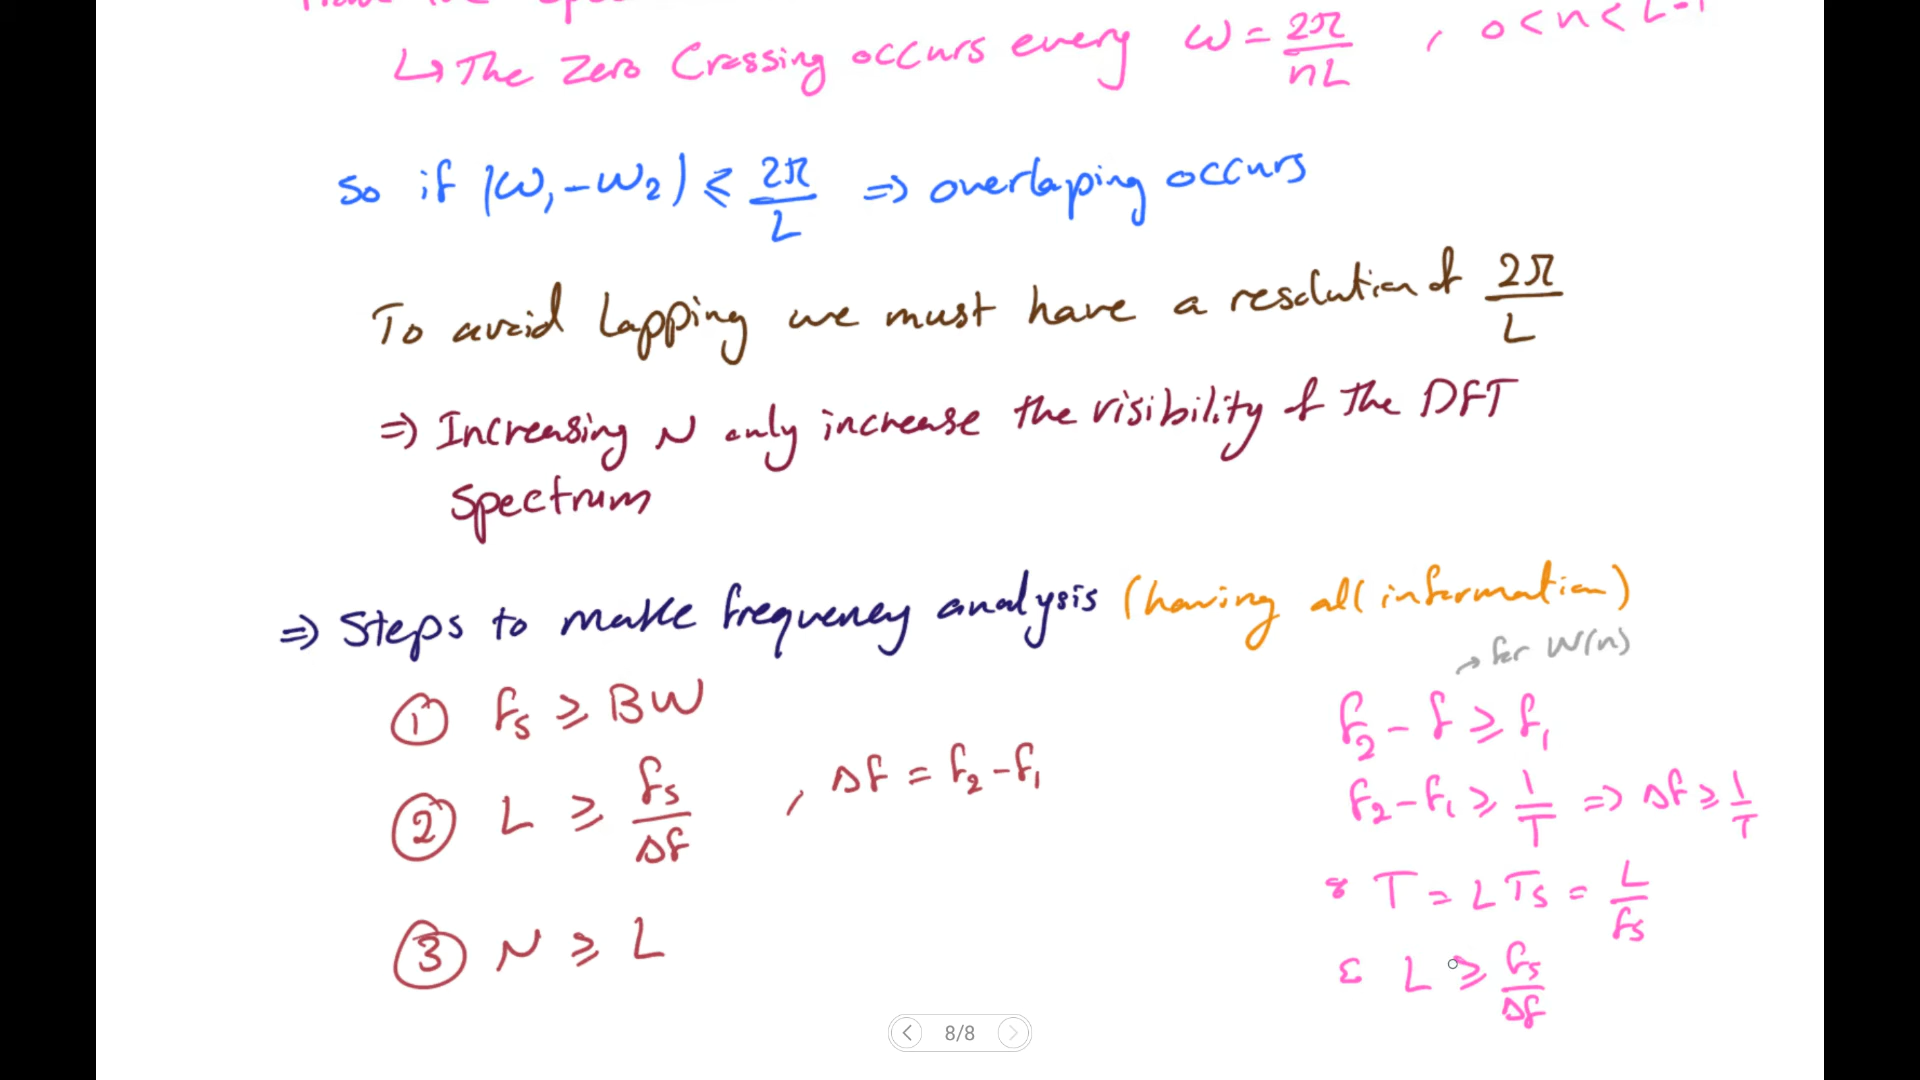 ↳ The Zero Crossing occurs every ω = 2π/nL , 0 < n < L-1
so if |ω1 - ω2| ≤ 2π/L ⇒ overlaping occurs
To avoid lapping we must have a resolution of 2π/L
⇒ Increasing N only increase the visibility of the DFT
Spectrum
⇒ Steps to make frequency analysis (having all information)
→ for W(n)
① fs ≥ BW
② L ≥ fs/Δf , Δf = f2 - f1
③ N ≥ L
f2 - f ≥ f1
f2 - f1 ≥ 1/T ⇒ Δf ≥ 1/T
& T = L Ts = L/fs
Σ L ≥ fs/Δf
8/8